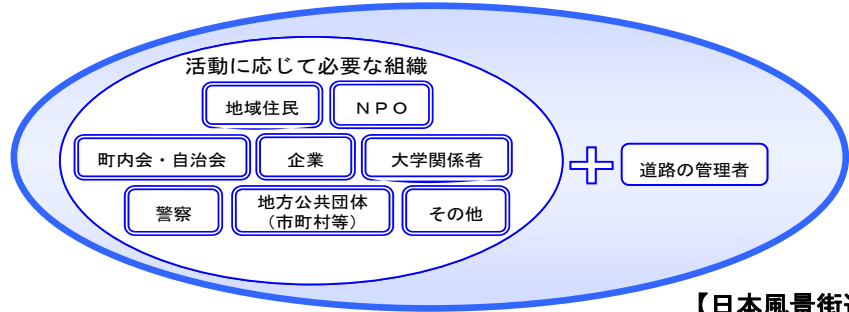 活動に応じて必要な組織
地域住民
ＮＰＯ
町内会・自治会
企業
大学関係者
道路の管理者
警察
地方公共団体
（市町村等）
その他
【日本風景街